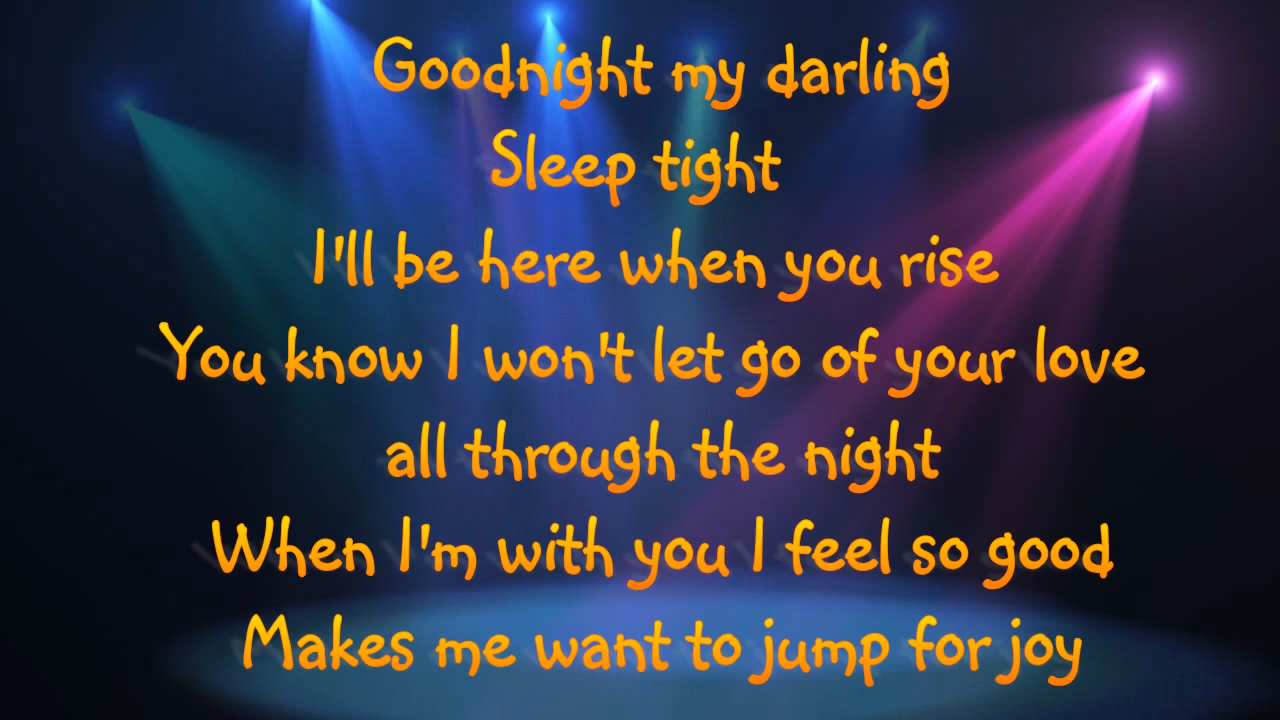 Goodnight my darling
Sleep tight
I'll be here when you rise
You know I won't let go of your love
all through the night
When I'm with you I feel so good
Makes me want to jump for joy